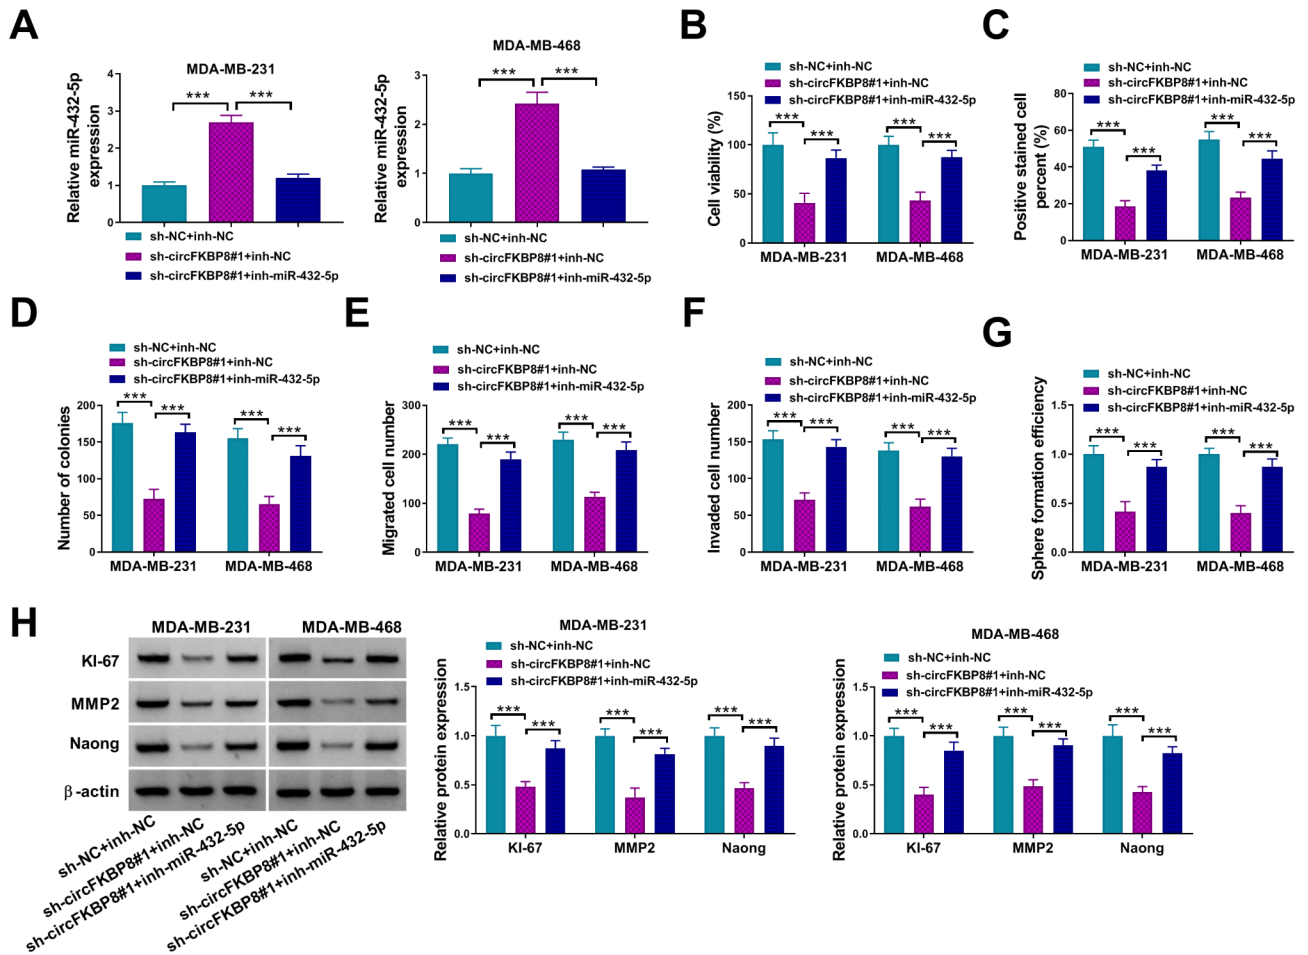 A
MDA-MB-231
Relative miR-432-5p
expression
4
3
2
1
0
*** ***
sh-NC+inh-NC
sh-circFKBP8#1+inh-NC
sh-circFKBP8#1+inh-miR-432-5p
MDA-MB-468
Relative miR-432-5p
expression
3
2
1
0
*** ***
sh-NC+inh-NC
sh-circFKBP8#1+inh-NC
sh-circFKBP8#1+inh-miR-432-5p
B
sh-NC+inh-NC
sh-circFKBP8#1+inh-NC
sh-circFKBP8#1+inh-miR-432-5p
Cell viability (%)
150
100
50
0
*** *** *** ***
MDA-MB-231 MDA-MB-468
C
sh-NC+inh-NC
sh-circFKBP8#1+inh-NC
sh-circFKBP8#1+inh-miR-432-5p
Positive stained cell
percent (%)
80
60
40
20
0
*** *** *** ***
MDA-MB-231 MDA-MB-468
D
sh-NC+inh-NC
sh-circFKBP8#1+inh-NC
sh-circFKBP8#1+inh-miR-432-5p
Number of colonies
200
150
100
50
0
*** *** *** ***
MDA-MB-231 MDA-MB-468
E
sh-NC+inh-NC
sh-circFKBP8#1+inh-NC
sh-circFKBP8#1+inh-miR-432-5p
Migrated cell number
300
200
100
0
*** *** *** ***
MDA-MB-231 MDA-MB-468
F
sh-NC+inh-NC
sh-circFKBP8#1+inh-NC
sh-circFKBP8#1+inh-miR-432-5p
Invaded cell number
200
150
100
50
0
*** *** *** ***
MDA-MB-231 MDA-MB-468
G
sh-NC+inh-NC
sh-circFKBP8#1+inh-NC
sh-circFKBP8#1+inh-miR-432-5p
Sphere formation efficiency
1.5
1.0
0.5
0.0
*** *** *** ***
MDA-MB-231 MDA-MB-468
H
MDA-MB-231 MDA-MB-468
KI-67
MMP2
Naong
β-actin
sh-NC+inh-NC
sh-circFKBP8#1+inh-NC
sh-circFKBP8#1+inh-miR-432-5p
sh-NC+inh-NC
sh-circFKBP8#1+inh-NC
sh-circFKBP8#1+inh-miR-432-5p
MDA-MB-231
sh-NC+inh-NC
sh-circFKBP8#1+inh-NC
sh-circFKBP8#1+inh-miR-432-5p
Relative protein expression
1.5
1.0
0.5
0.0
*** *** *** *** *** ***
KI-67 MMP2 Naong
MDA-MB-468
sh-NC+inh-NC
sh-circFKBP8#1+inh-NC
sh-circFKBP8#1+inh-miR-432-5p
Relative protein expression
1.5
1.0
0.5
0.0
*** *** *** *** *** ***
KI-67 MMP2 Naong